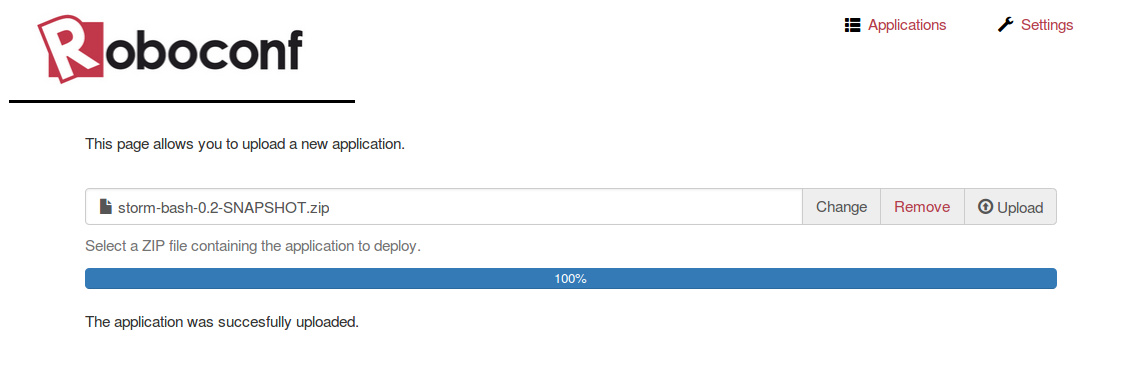 Roboconf
Applications
Settings
This page allows you to upload a new application.
storm-bash-0.2-SNAPSHOT.zip
Change
Remove
Upload
Select a ZIP file containing the application to deploy.
100%
The application was succesfully uploaded.